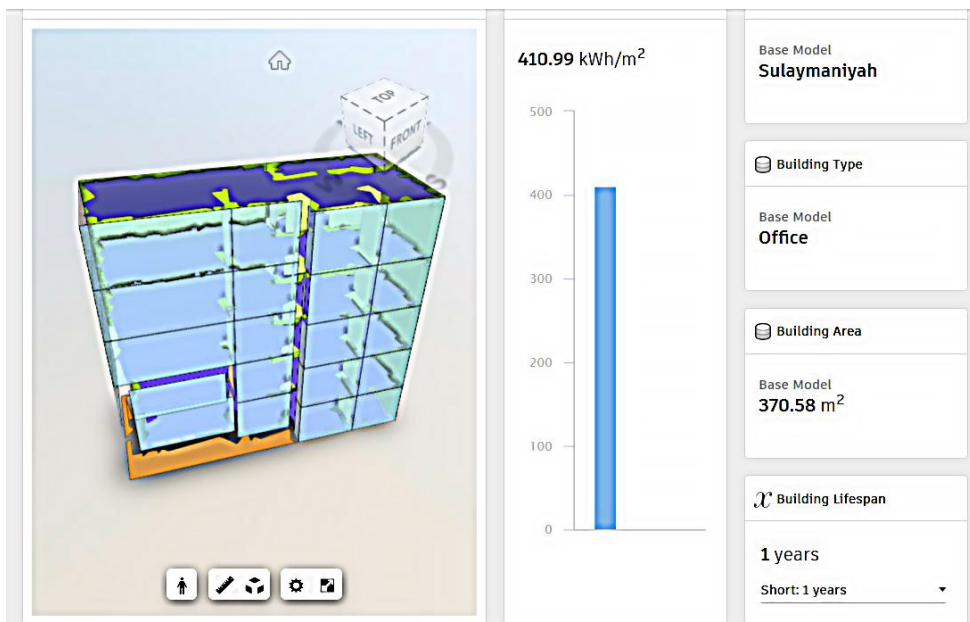 TOP
LEFT
FRONT
W
S
410.99 kWh/m²
500
400
300
200
100
0
Base Model
Sulaymaniyah
Building Type
Base Model
Office
Building Area
Base Model
370.58 m²
x Building Lifespan
1 years
Short: 1 years